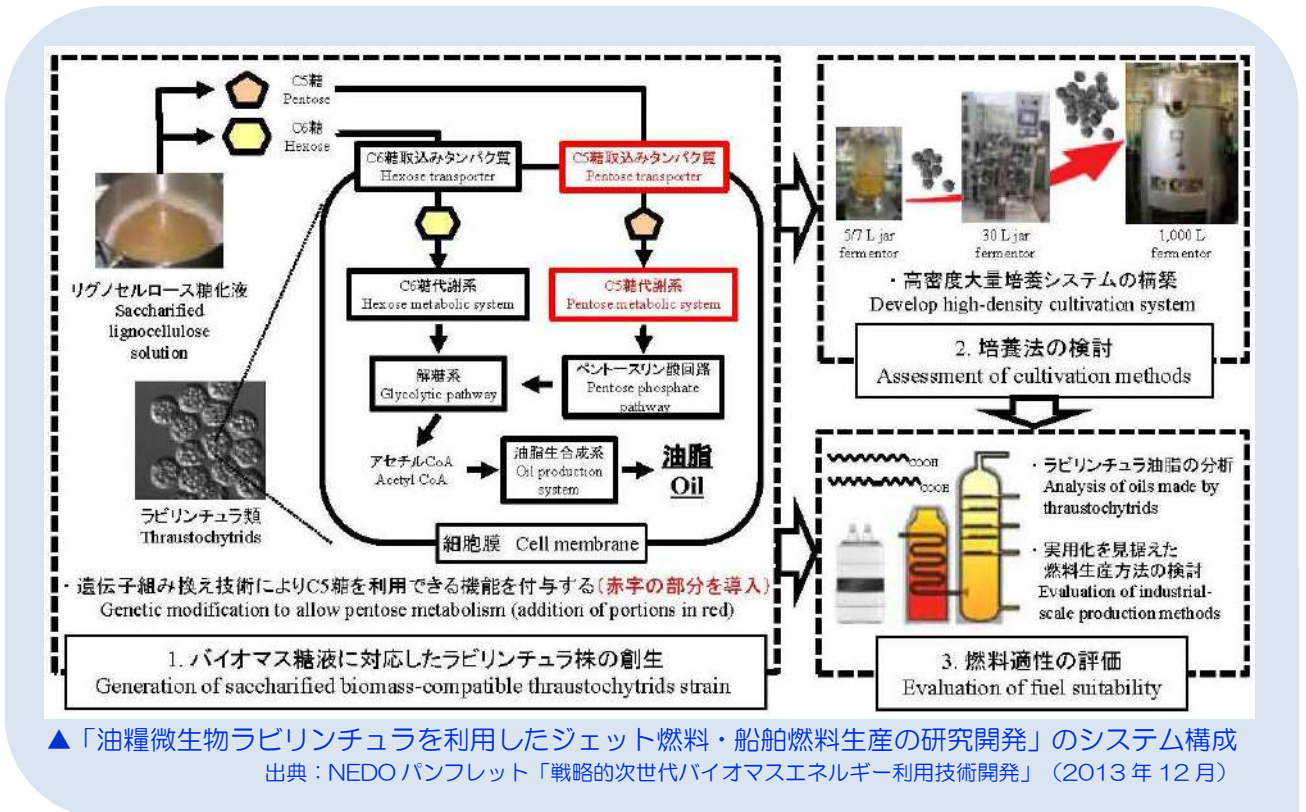 C5糖
Pentose
C6糖
Hexose
C6糖取込みタンパク質
Hexose transporter
C5糖取込みタンパク質
Pentose transporter
リグノセルロース糖化液
Saccharified
lignocellulose
solution
C6糖代謝系
Hexose metabolic system
C5糖代謝系
Pentose metabolic system
解糖系
Glycolytic pathway
ペントースリン酸回路
Pentose phosphate
pathway
アセチルCoA
Acetyl CoA
油脂生合成系
Oil production
system
油脂
Oil
ラビリンチュラ類
Thraustochytrids
細胞膜 Cell membrane
・遺伝子組み換え技術によりC5糖を利用できる機能を付与する(赤字の部分を導入)
Genetic modification to allow pentose metabolism (addition of portions in red)
1. バイオマス糖液に対応したラビリンチュラ株の創生
Generation of saccharified biomass-compatible thraustochytrids strain
5/7 L jar
fermentor
30 L jar
fermentor
1,000 L
fermentor
・高密度大量培養システムの構築
Develop high-density cultivation system
2. 培養法の検討
Assessment of cultivation methods
COOH
COOH
・ラビリンチュラ油脂の分析
Analysis of oils made by
thraustochytrids
・実用化を見据えた
燃料生産方法の検討
Evaluation of industrial-
scale production methods
3. 燃料適性の評価
Evaluation of fuel suitability
▲「油糧微生物ラビリンチュラを利用したジェット燃料・船舶燃料生産の研究開発」のシステム構成
出典：NEDOパンフレット「戦略的次世代バイオマスエネルギー利用技術開発」（2013年12月）